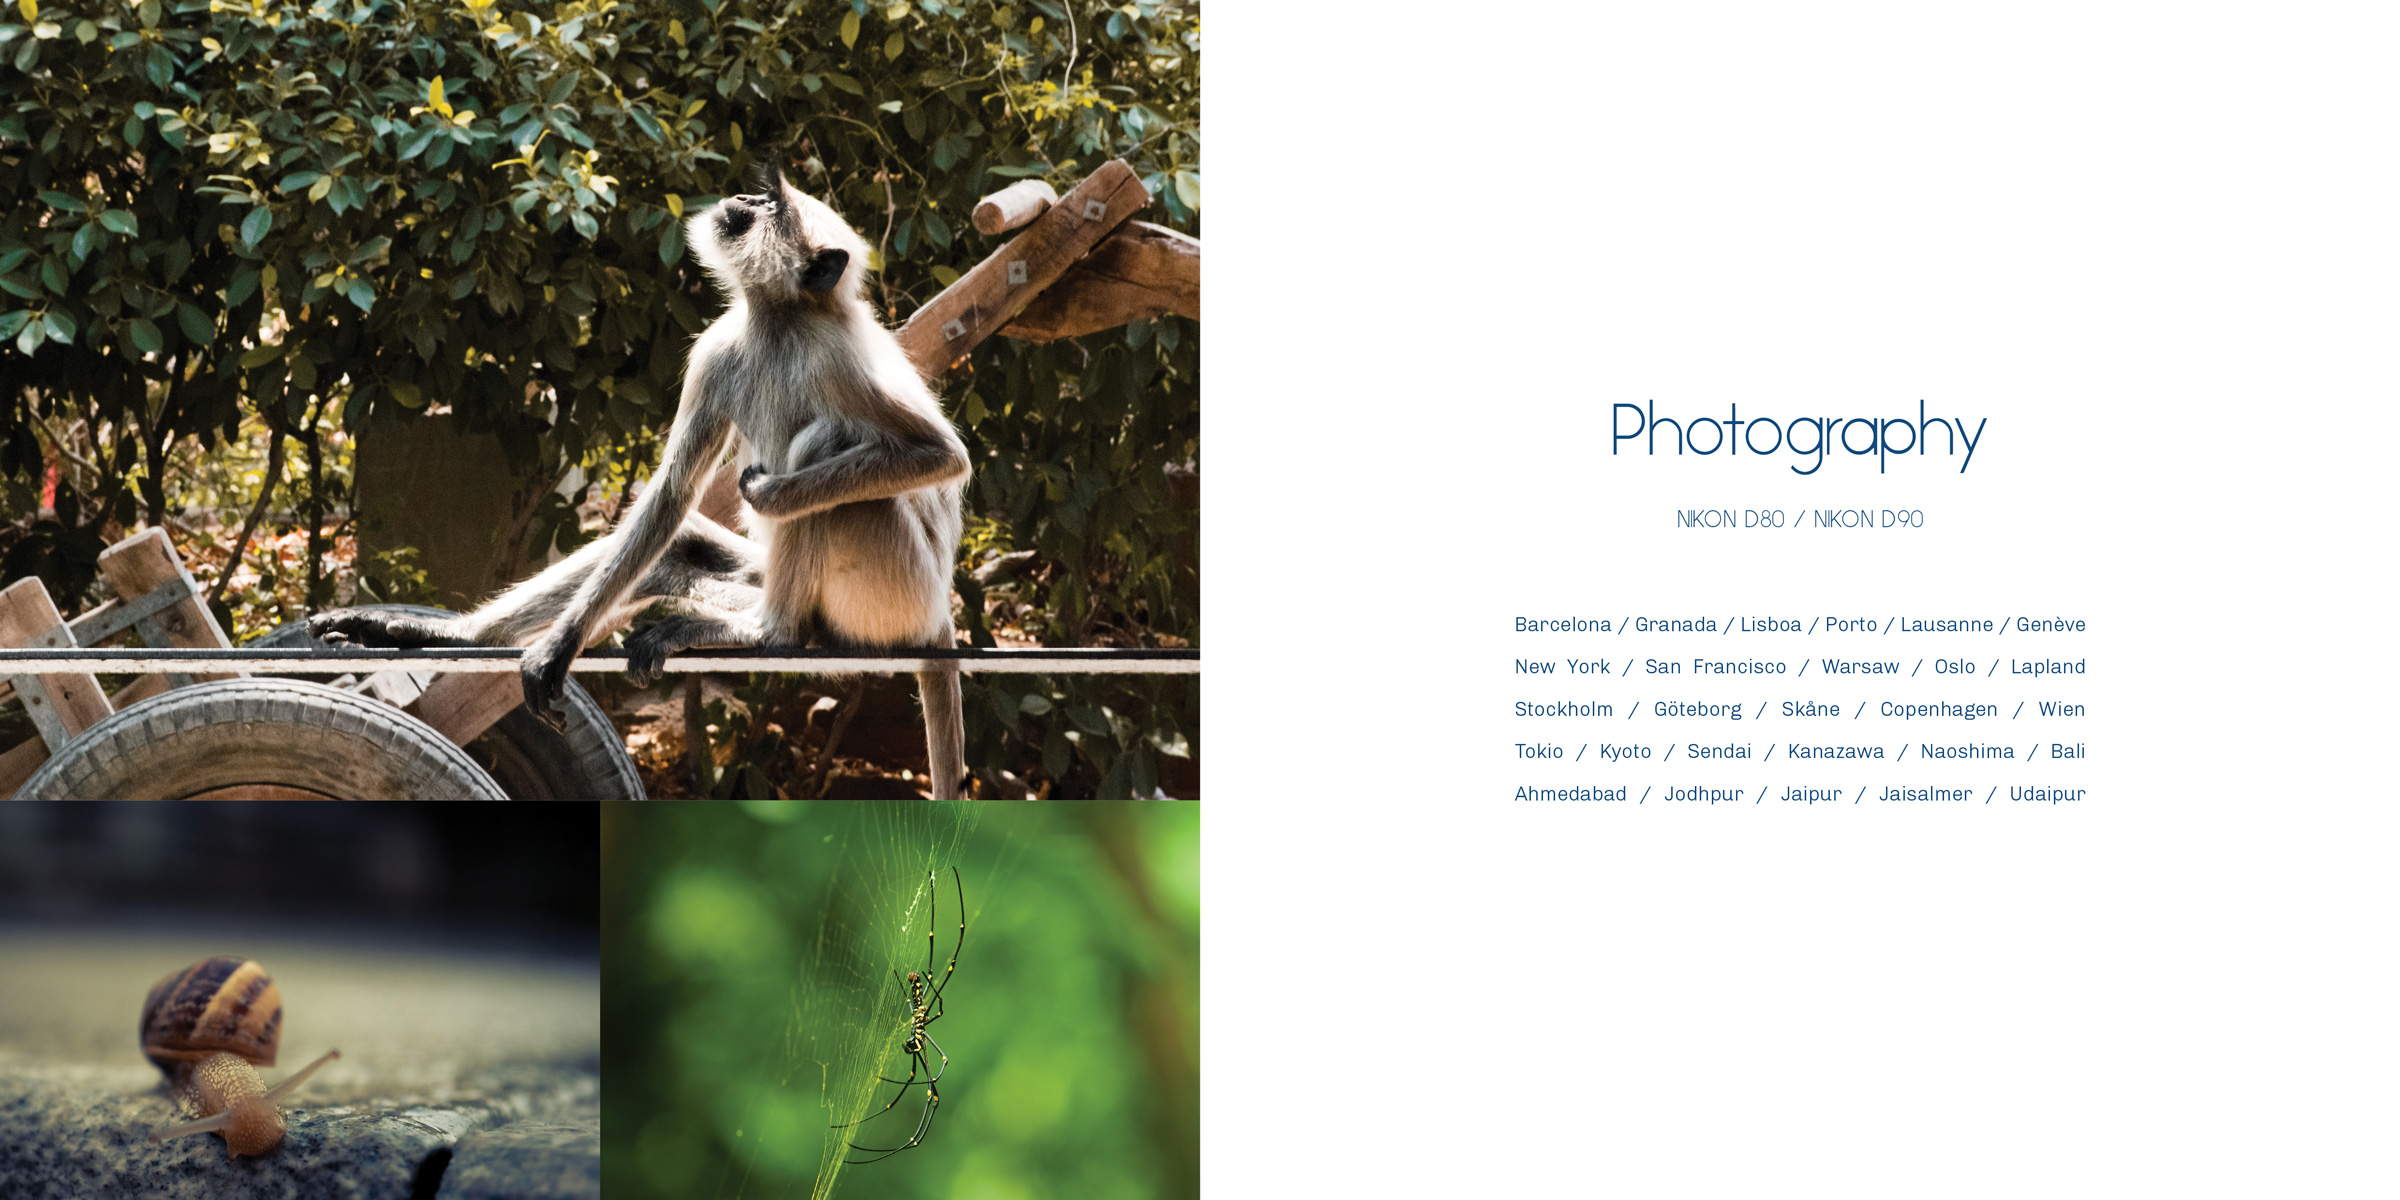 Photography
NIKON D80 / NIKON D90
Barcelona / Granada / Lisboa / Porto / Lausanne / Genève
New York / San Francisco / Warsaw / Oslo / Lapland
Stockholm / Göteborg / Skåne / Copenhagen / Wien
Tokio / Kyoto / Sendai / Kanazawa / Naoshima / Bali
Ahmedabad / Jodhpur / Jaipur / Jaisalmer / Udaipur